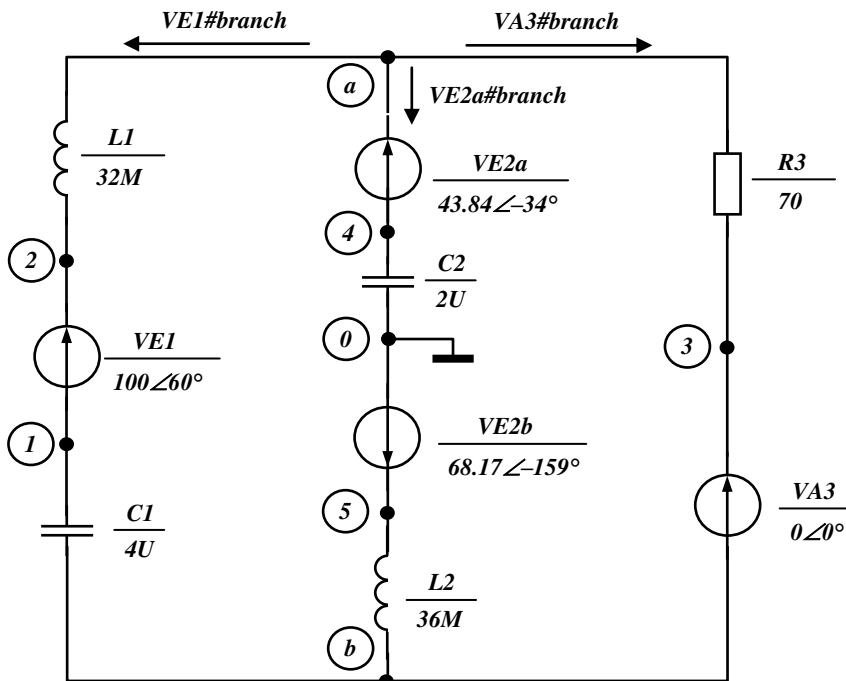 VE1#branch
VA3#branch
a
VE2a#branch
L1
32M
VE2a
43.84∠–34°
R3
70
2
4
C2
2U
0
3
VE1
100∠60°
1
VE2b
68.17∠–159°
5
C1
4U
VA3
0∠0°
L2
36M
b